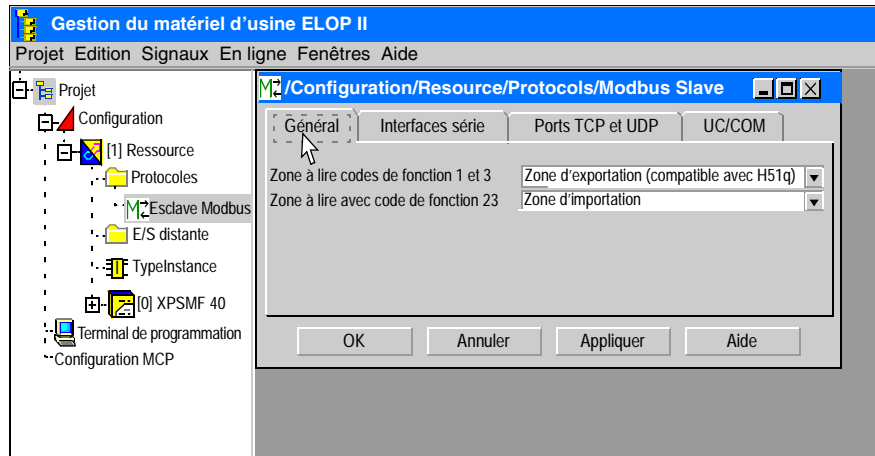 Gestion du matériel d'usine ELOP II
Projet Edition Signaux En ligne Fenêtres Aide
Projet
Configuration
[1] Ressource
Protocoles
Esclave Modbus
E/S distante
TypeInstance
[0] XPSMF 40
Terminal de programmation
Configuration MCP
/Configuration/Resource/Protocols/Modbus Slave
Général Interfaces série Ports TCP et UDP UC/COM
Zone à lire codes de fonction 1 et 3 Zone d'exportation (compatible avec H51q)
Zone à lire avec code de fonction 23 Zone d'importation
OK Annuler Appliquer Aide